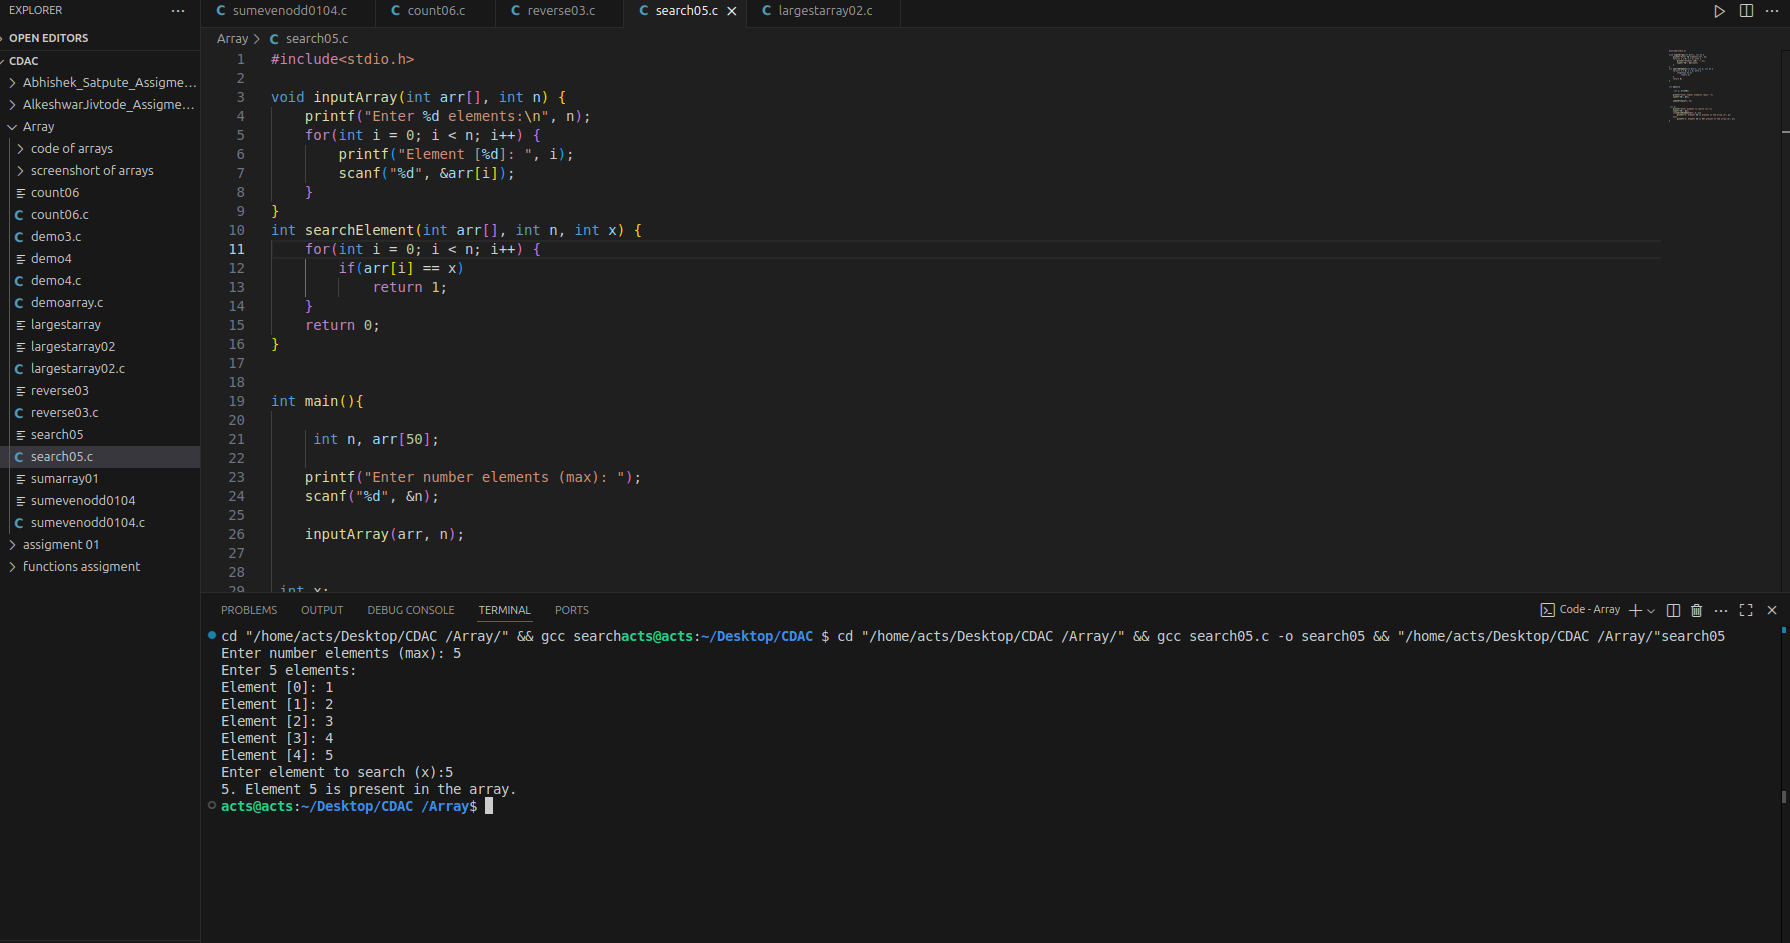 EXPLORER
OPEN EDITORS
CDAC
Abhishek_Satpute_Assigme...
AlkeshwarJivtode_Assigme...
Array
code of arrays
screenshort of arrays
count06
count06.c
demo3.c
demo4
demo4.c
demoarray.c
largestarray
largestarray02
largestarray02.c
reverse03
reverse03.c
search05
search05.c
sumarray01
sumevenodd0104
sumevenodd0104.c
assigment 01
functions assigment
C sumevenodd0104.c C count06.c C reverse03.c C search05.c C largestarray02.c
Array > C search05.c
1 #include<stdio.h>
2
3 void inputArray(int arr[], int n) {
4 printf("Enter %d elements:\n", n);
5 for(int i = 0; i < n; i++) {
6 printf("Element [%d]: ", i);
7 scanf("%d", &arr[i]);
8 }
9 }
10 int searchElement(int arr[], int n, int x) {
11 for(int i = 0; i < n; i++) {
12 if(arr[i] == x)
13 return 1;
14 }
15 return 0;
16 }
17
18
19 int main(){
20
21 int n, arr[50];
22
23 printf("Enter number elements (max): ");
24 scanf("%d", &n);
25
26 inputArray(arr, n);
27
28
29 int x;
PROBLEMS OUTPUT DEBUG CONSOLE TERMINAL PORTS
Code - Array
cd "/home/acts/Desktop/CDAC /Array/" && gcc searchacts@acts:~/Desktop/CDAC $ cd "/home/acts/Desktop/CDAC /Array/" && gcc search05.c -o search05 && "/home/acts/Desktop/CDAC /Array/"search05
Enter number elements (max): 5
Enter 5 elements:
Element [0]: 1
Element [1]: 2
Element [2]: 3
Element [3]: 4
Element [4]: 5
Enter element to search (x):5
5. Element 5 is present in the array.
acts@acts:~/Desktop/CDAC /Array$